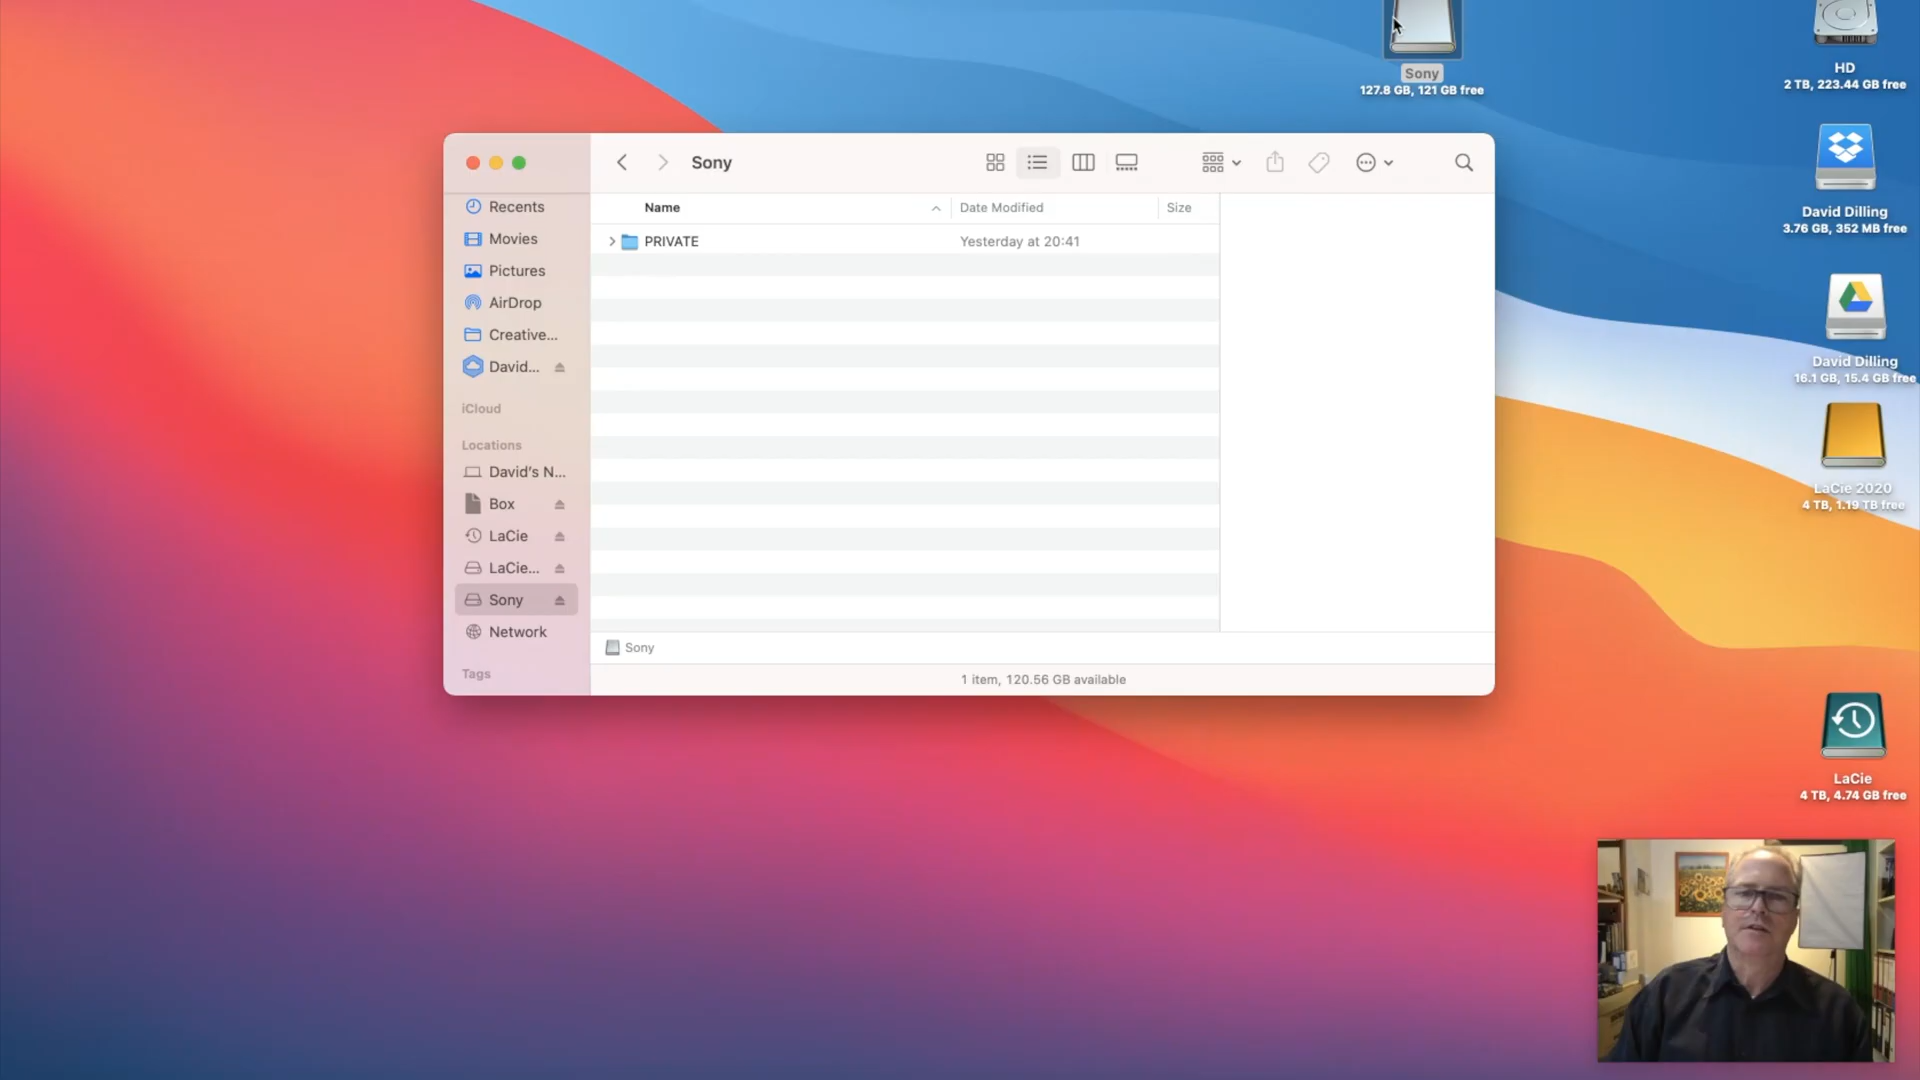 Sony
127.8 GB, 121 GB free
HD
2 TB, 223.44 GB free
David Dilling
3.76 GB, 352 MB free
David Dilling
16.1 GB, 15.4 GB free
LaCie 2020
4 TB, 1.19 TB free
LaCie
4 TB, 4.74 GB free
Sony
Recents
Movies
Pictures
AirDrop
Creative...
David...
iCloud
Locations
David's N...
Box
LaCie
LaCie...
Sony
Network
Tags
Name
Date Modified
Size
PRIVATE
Yesterday at 20:41
Sony
1 item, 120.56 GB available